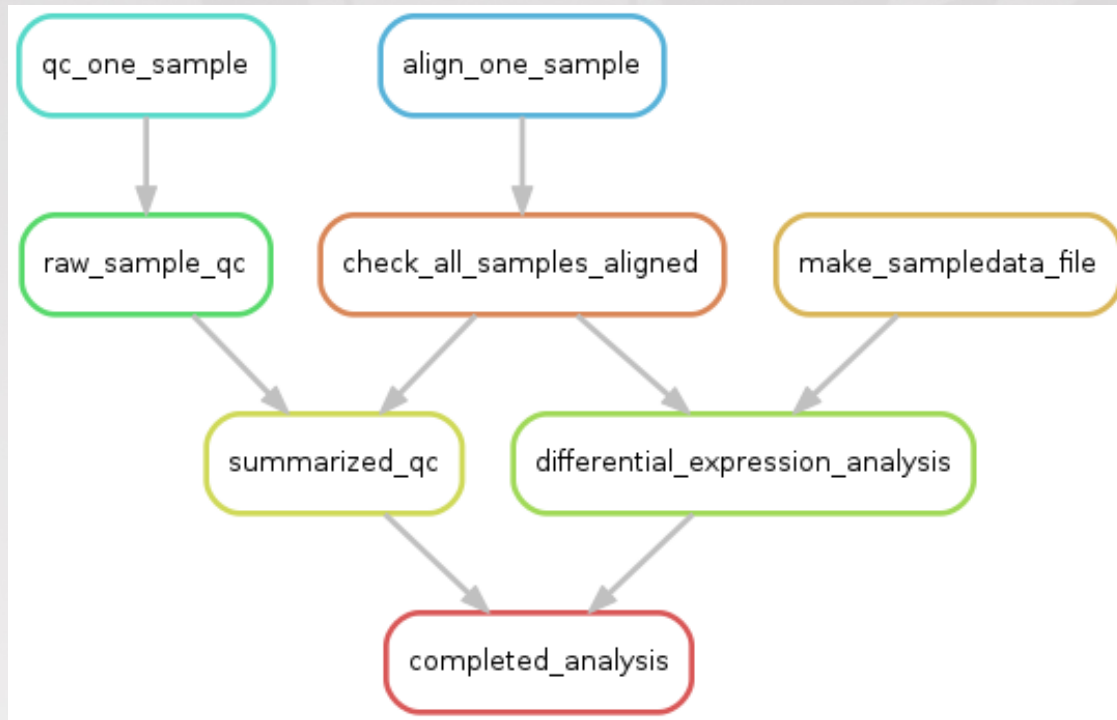 qc_one_sample
align_one_sample
raw_sample_qc
check_all_samples_aligned
make_sampledata_file
summarized_qc
differential_expression_analysis
completed_analysis